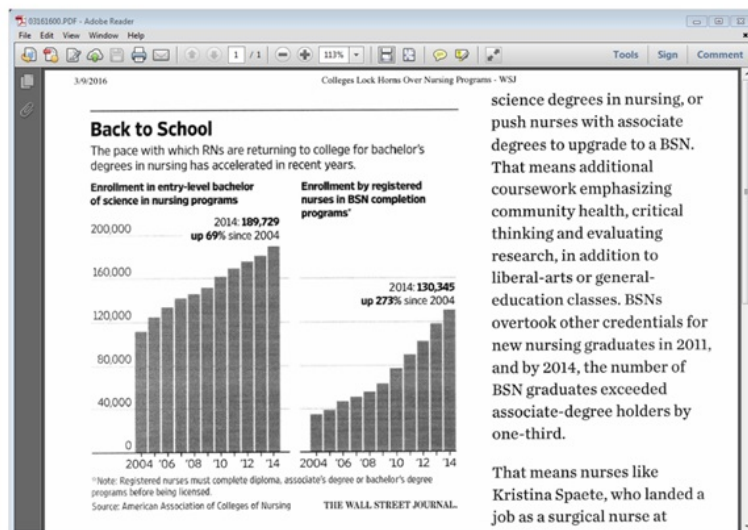 03161600.PDF - Adobe Reader
File Edit View Window Help
1 / 1 113% Tools Sign Comment
3/9/2016 Colleges Lock Horns Over Nursing Programs - WSJ
Back to School
The pace with which RNs are returning to college for bachelor's
degrees in nursing has accelerated in recent years.
Enrollment in entry-level bachelor
of science in nursing programs
2014: 189,729
up 69% since 2004
200,000
160,000
120,000
80,000
40,000
0
2004 '06 '08 '10 '12 '14
Enrollment by registered
nurses in BSN completion
programs*
2014: 130,345
up 273% since 2004
2004 '06 '08 '10 '12 '14
*Note: Registered nurses must complete diploma, associate's degree or bachelor's degree
programs before being licensed.
Source: American Association of Colleges of Nursing THE WALL STREET JOURNAL.
science degrees in nursing, or
push nurses with associate
degrees to upgrade to a BSN.
That means additional
coursework emphasizing
community health, critical
thinking and evaluating
research, in addition to
liberal-arts or general-
education classes. BSNs
overtook other credentials for
new nursing graduates in 2011,
and by 2014, the number of
BSN graduates exceeded
associate-degree holders by
one-third.
That means nurses like
Kristina Spaete, who landed a
job as a surgical nurse at